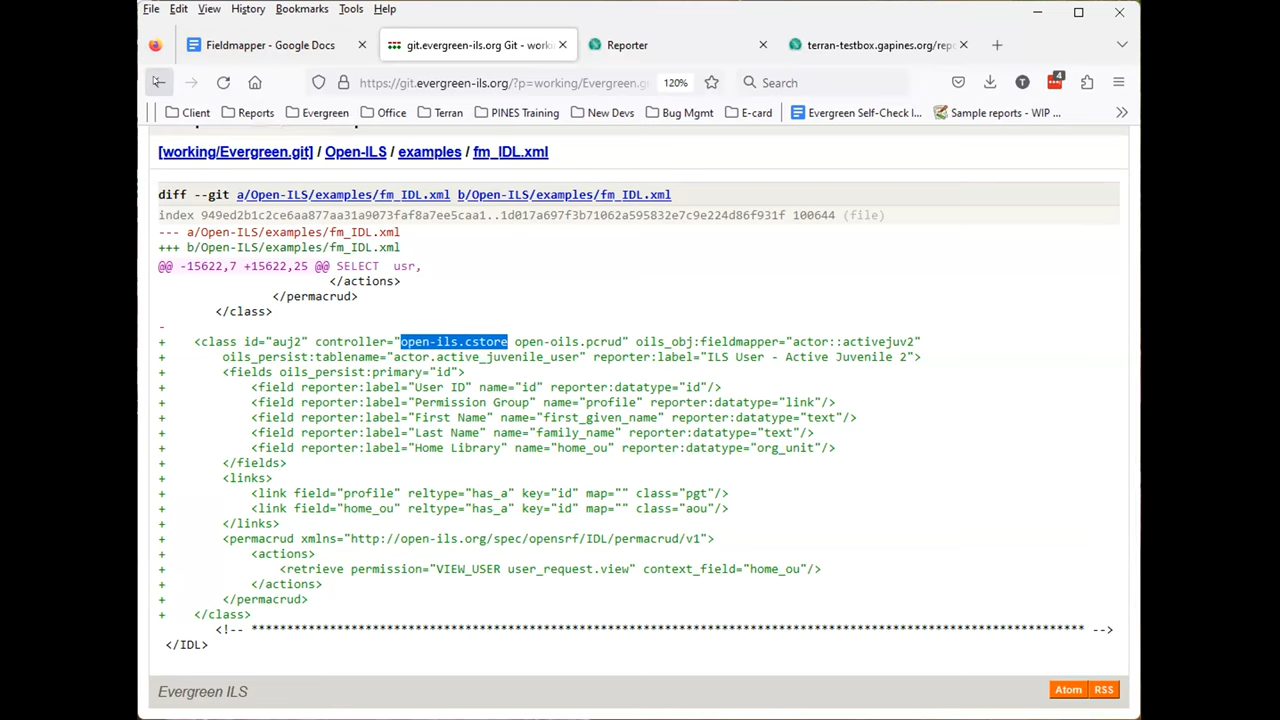 File Edit View History Bookmarks Tools Help
Fieldmapper - Google Docs
git.evergreen-ils.org Git - worki
Reporter
terran-testbox.gapines.org/repo
https://git.evergreen-ils.org/?p=working/Evergreen.g
120%
Search
T
4
Client Reports Evergreen Office Terran PINES Training New Devs Bug Mgmt E-card Evergreen Self-Check I... Sample reports - WIP ...
[working/Evergreen.git] / Open-ILS / examples / fm_IDL.xml
diff --git a/Open-ILS/examples/fm_IDL.xml b/Open-ILS/examples/fm_IDL.xml
index 949ed2b1c2ce6aa877aa31a9073faf8a7ee5caa1..1d017a697f3b71062a595832e7c9e224d86f931f 100644 (file)
--- a/Open-ILS/examples/fm_IDL.xml
+++ b/Open-ILS/examples/fm_IDL.xml
@@ -15622,7 +15622,25 @@ SELECT usr,
</actions>
</permacrud>
</class>
-
+ <class id="auj2" controller="open-ils.cstore open-oils.pcrud" oils_obj:fieldmapper="actor::activejuv2"
+ oils_persist:tablename="actor.active_juvenile_user" reporter:label="ILS User - Active Juvenile 2">
+ <fields oils_persist:primary="id">
+ <field reporter:label="User ID" name="id" reporter:datatype="id"/>
+ <field reporter:label="Permission Group" name="profile" reporter:datatype="link"/>
+ <field reporter:label="First Name" name="first_given_name" reporter:datatype="text"/>
+ <field reporter:label="Last Name" name="family_name" reporter:datatype="text"/>
+ <field reporter:label="Home Library" name="home_ou" reporter:datatype="org_unit"/>
+ </fields>
+ <links>
+ <link field="profile" reltype="has_a" key="id" map="" class="pgt"/>
+ <link field="home_ou" reltype="has_a" key="id" map="" class="aou"/>
+ </links>
+ <permacrud xmlns="http://open-ils.org/spec/opensrf/IDL/permacrud/v1">
+ <actions>
+ <retrieve permission="VIEW_USER user_request.view" context_field="home_ou"/>
+ </actions>
+ </permacrud>
+ </class>
<!-- ******************************************************************************************************************** -->
</IDL>
Evergreen ILS
Atom RSS